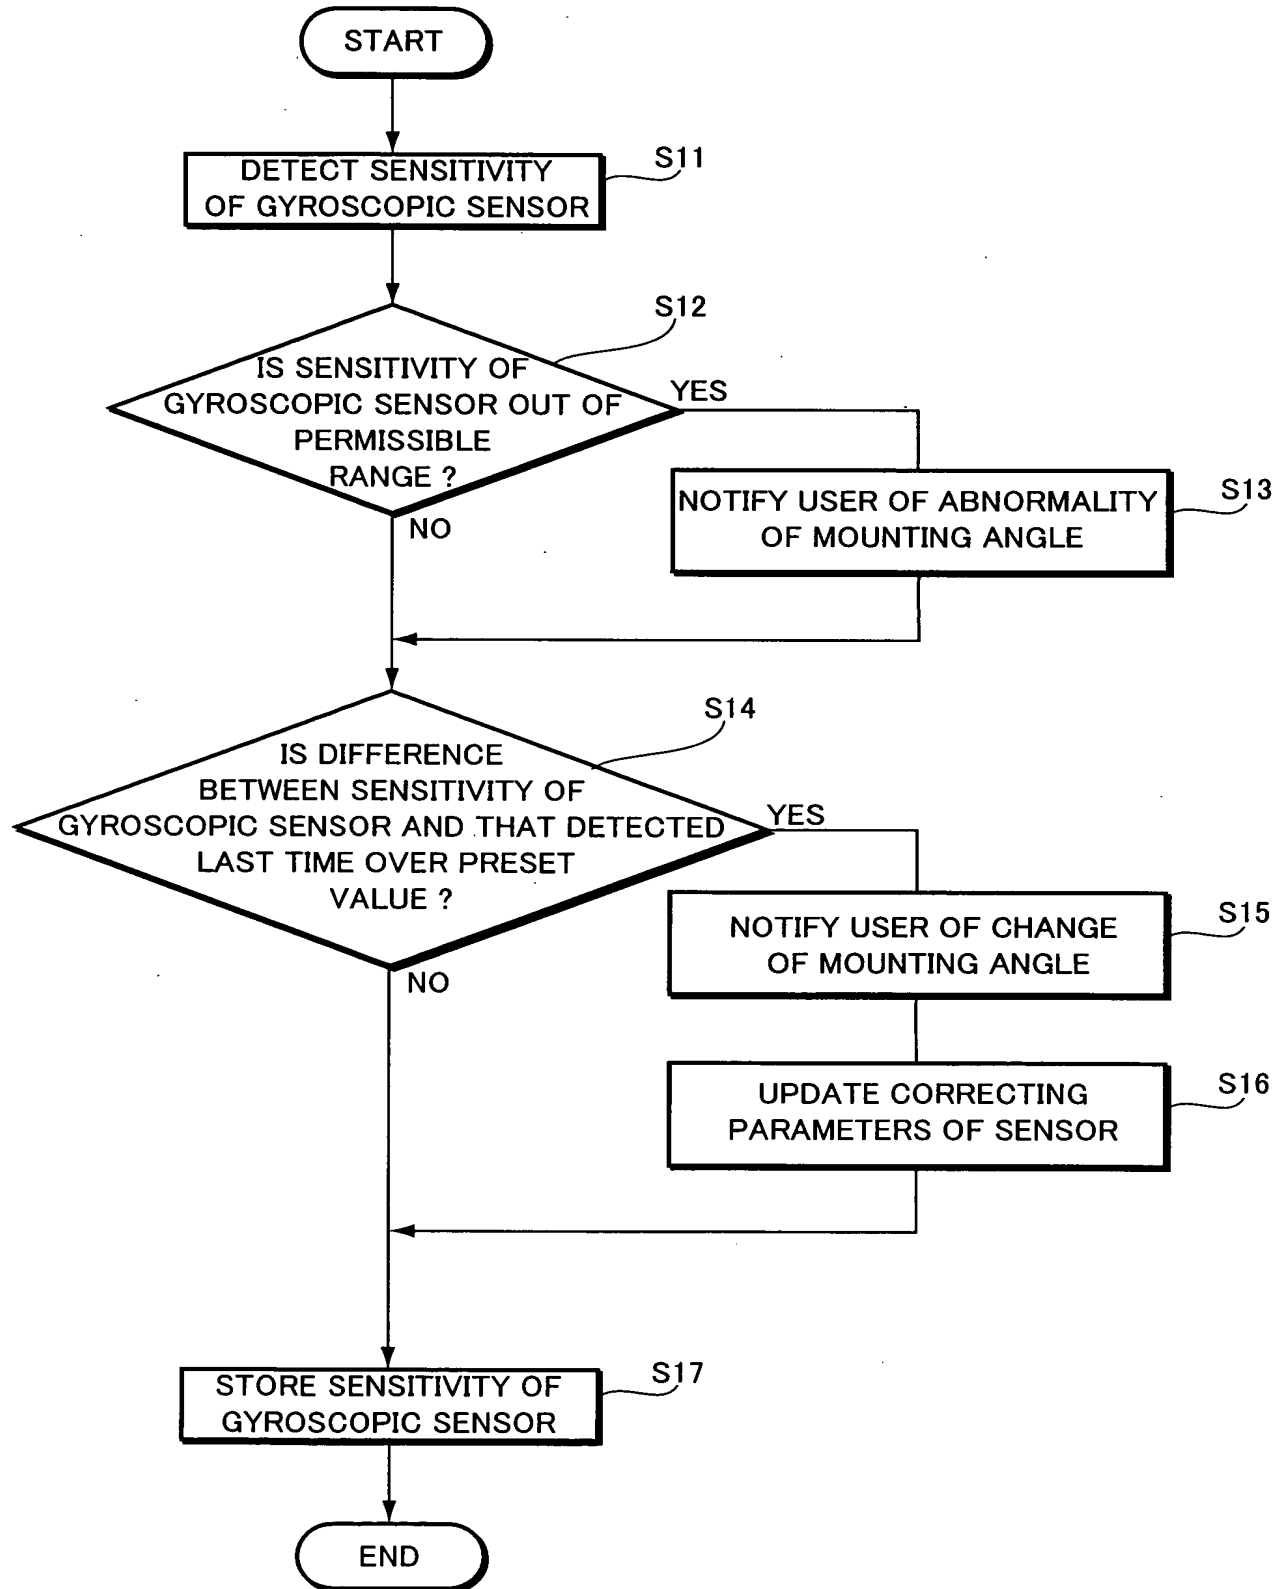 START
DETECT SENSITIVITY
OF GYROSCOPIC SENSOR
S11
IS SENSITIVITY OF
GYROSCOPIC SENSOR OUT OF
PERMISSIBLE
RANGE ?
S12
YES
NO
NOTIFY USER OF ABNORMALITY
OF MOUNTING ANGLE
S13
IS DIFFERENCE
BETWEEN SENSITIVITY OF
GYROSCOPIC SENSOR AND THAT DETECTED
LAST TIME OVER PRESET
VALUE ?
S14
YES
NO
NOTIFY USER OF CHANGE
OF MOUNTING ANGLE
S15
UPDATE CORRECTING
PARAMETERS OF SENSOR
S16
STORE SENSITIVITY OF
GYROSCOPIC SENSOR
S17
END